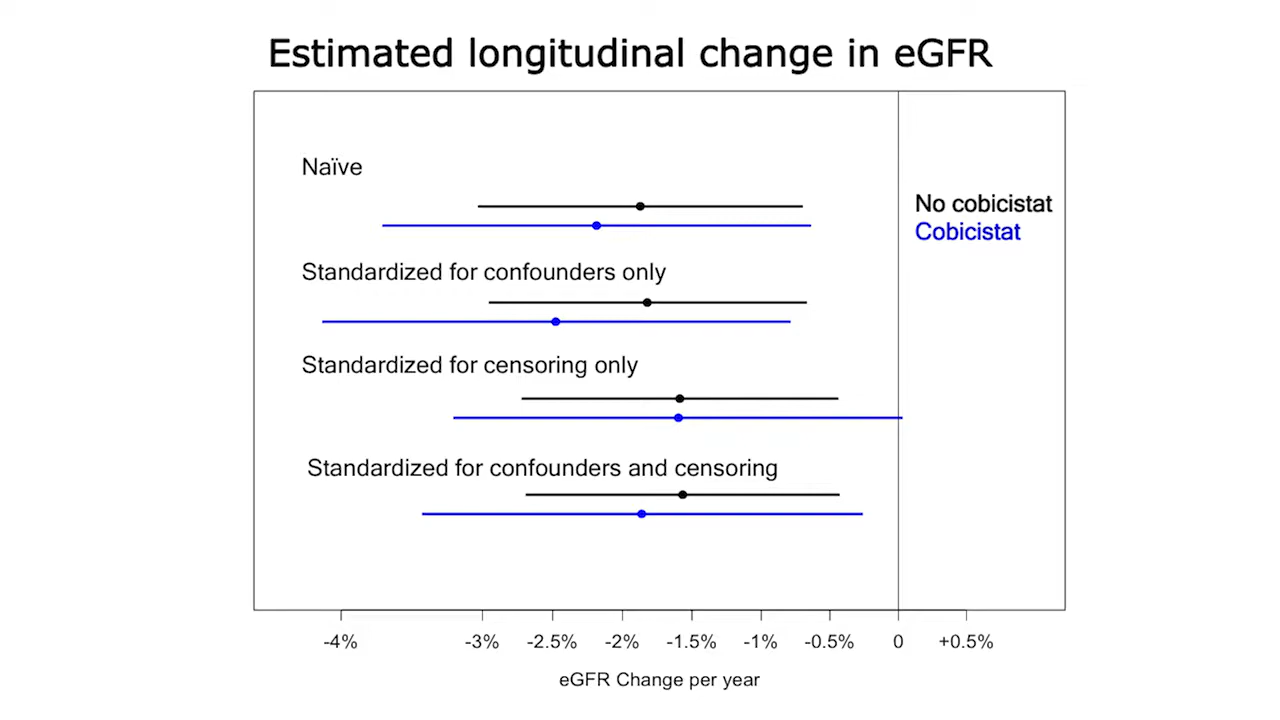 Estimated longitudinal change in eGFR
Naïve
No cobicistat
Cobicistat
Standardized for confounders only
Standardized for censoring only
Standardized for confounders and censoring
-4% -3% -2.5% -2% -1.5% -1% -0.5% 0 +0.5%
eGFR Change per year